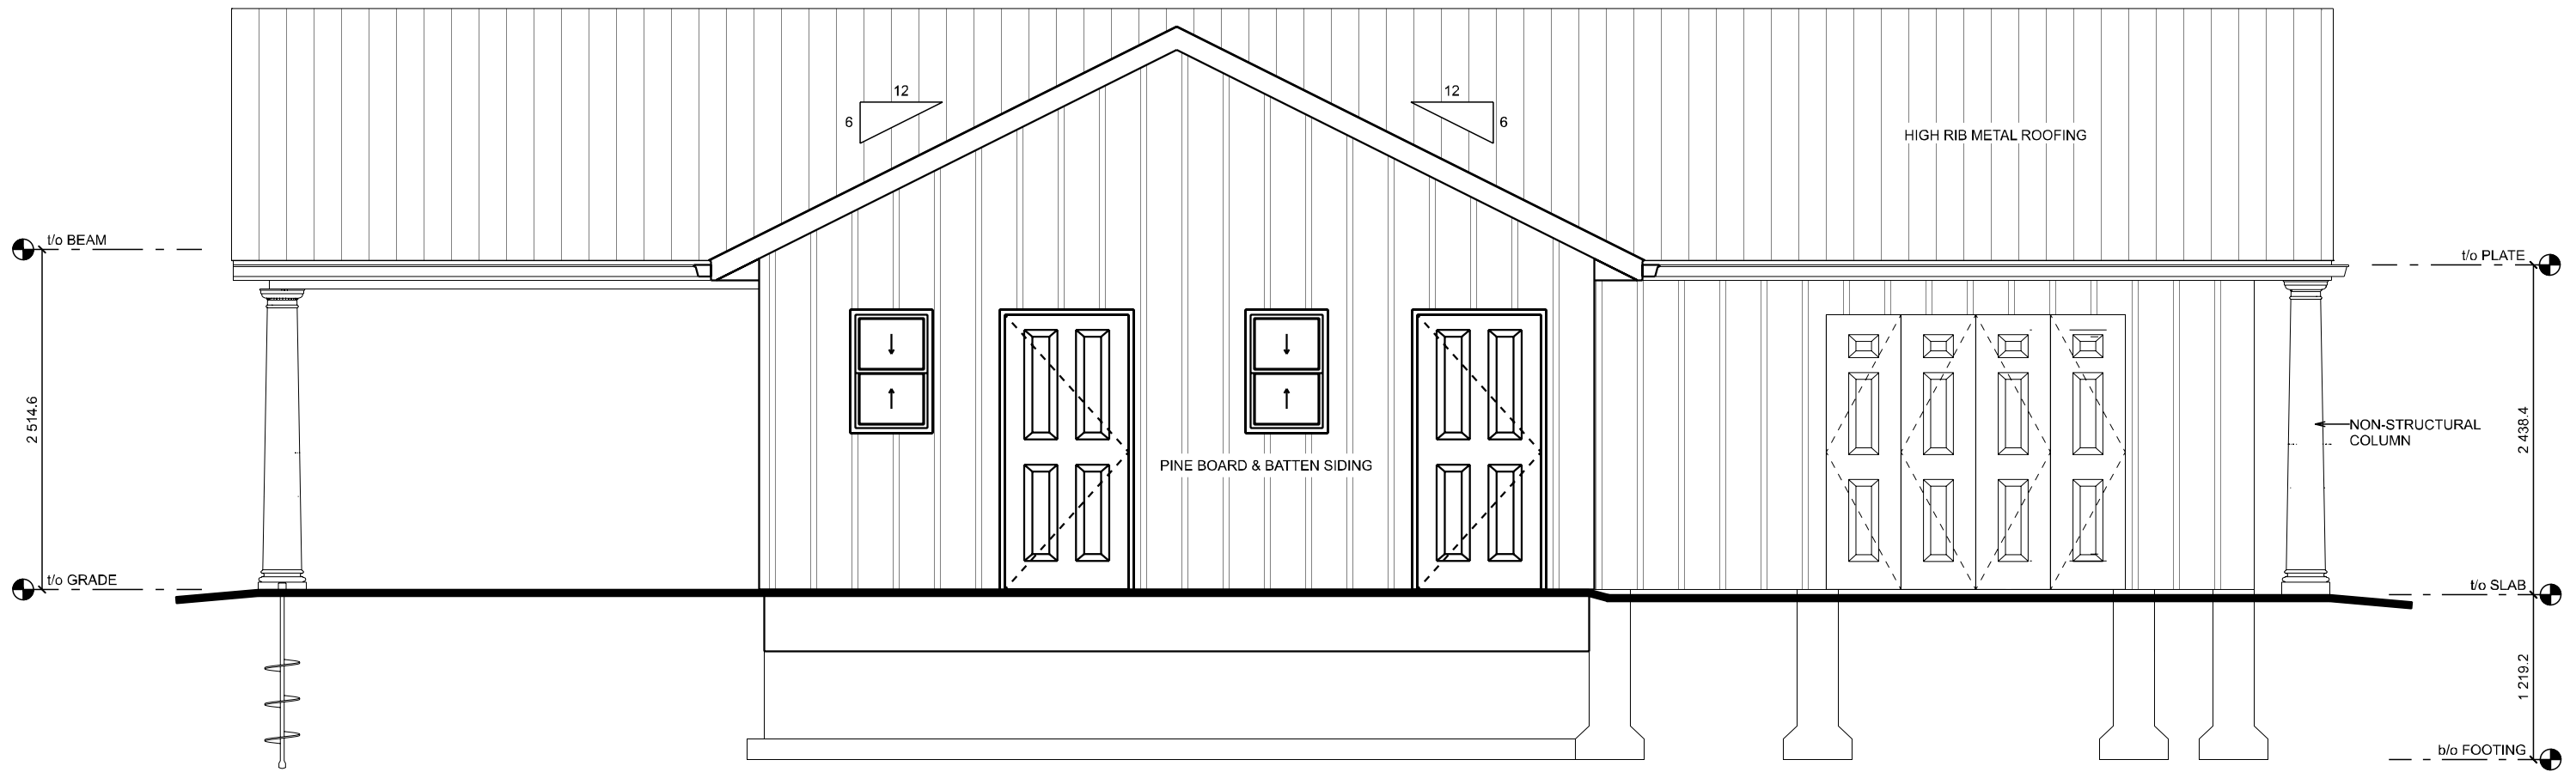 12
12
6
6
HIGH RIB METAL ROOFING
t/o BEAM
t/o PLATE
2 514.6
2 438.4
NON-STRUCTURAL
COLUMN
PINE BOARD & BATTEN SIDING
t/o GRADE
t/o SLAB
1 219.2
b/o FOOTING